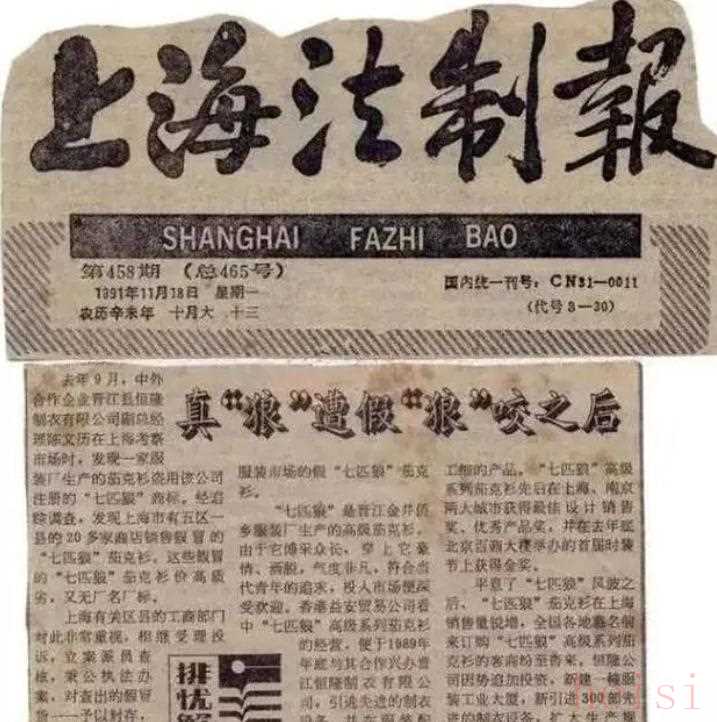 上海法制報
SHANGHAI FAZHI BAO
第458期 (总465号)
1991年11月18日 星期一
农历辛未年 十月大 十三
国内统一刊号：CN31—0011
(代号3—30)
真“狼”遭假“狼”咬之后
去年9月，中外
合作企业晋江县恒隆
制衣有限公司副总经
理陈文历在上海考察
市场时，发现一家服
装厂生产的茄克衫盗用该公司
注册的“七匹狼”商标。经追
踪调查，发现上海市有五区一
县的20多家商店销售假冒的
“七匹狼”茄克衫。这些假冒
的“七匹狼”茄克衫价高质
劣，又无厂名厂标。
上海有关区县的工商部门
对此非常重视，相继受理投
诉，立案派员查
核，秉公执法办
案，对查出的假冒
货一一予以封存，
服装市场的假“七匹狼”茄克
衫。
“七匹狼”是晋江金井侨
乡服装厂生产的高级茄克衫。
由于它博采众长，穿上它豪
情、洒脱，气度非凡，符合当
代青年的追求，投入市场便深
受欢迎。香港益安贸易公司看
中“七匹狼”高级系列茄克衫
的经营，便于1989年
年底与其合作兴办晋
江恒隆制衣有限公
司，引进先进的制衣
排忧
工细的产品。“七匹狼”高级
系列茄克衫先后在上海、南京
两大城市获得最佳设计销售
奖、优秀产品奖，并在去年底
北京百商大楼举办的首届时装
节上获得金奖。
平息了“七匹狼”风波之
后，“七匹狼”茄克衫在上海
销售量锐增，全国各地慕名前
来订购“七匹狼”高级系列茄
克衫的客商纷至沓来。恒隆公
司因势追加投资，新建一幢服
装工业大厦，新引进300部先
进的制衣设备，扩大生产